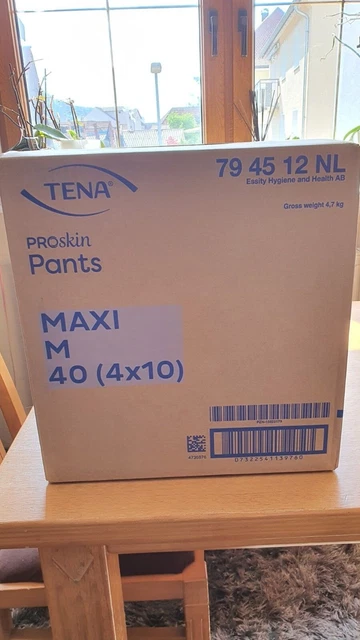 TENA®
79 45 12 NL
Essity Hygiene and Health AB
Gross weight 4,7 kg
PROskin
Pants
MAXI
M
40 (4x10)